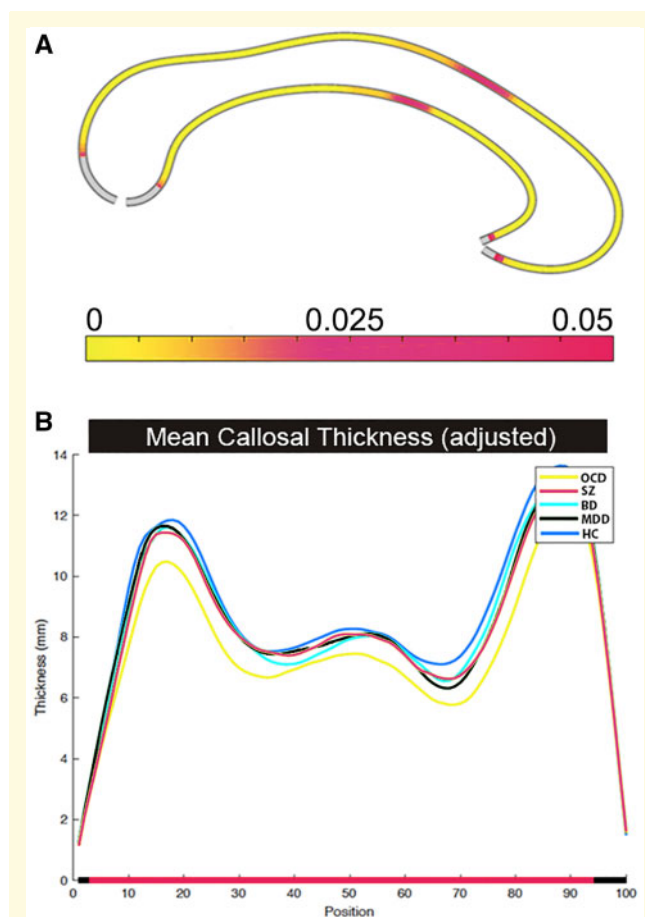 A
0 0.025 0.05
B
Mean Callosal Thickness (adjusted)
14
12
10
8
6
4
2
0
Thickness (mm)
OCD
SZ
BD
MDD
HC
0 10 20 30 40 50 60 70 80 90 100
Position